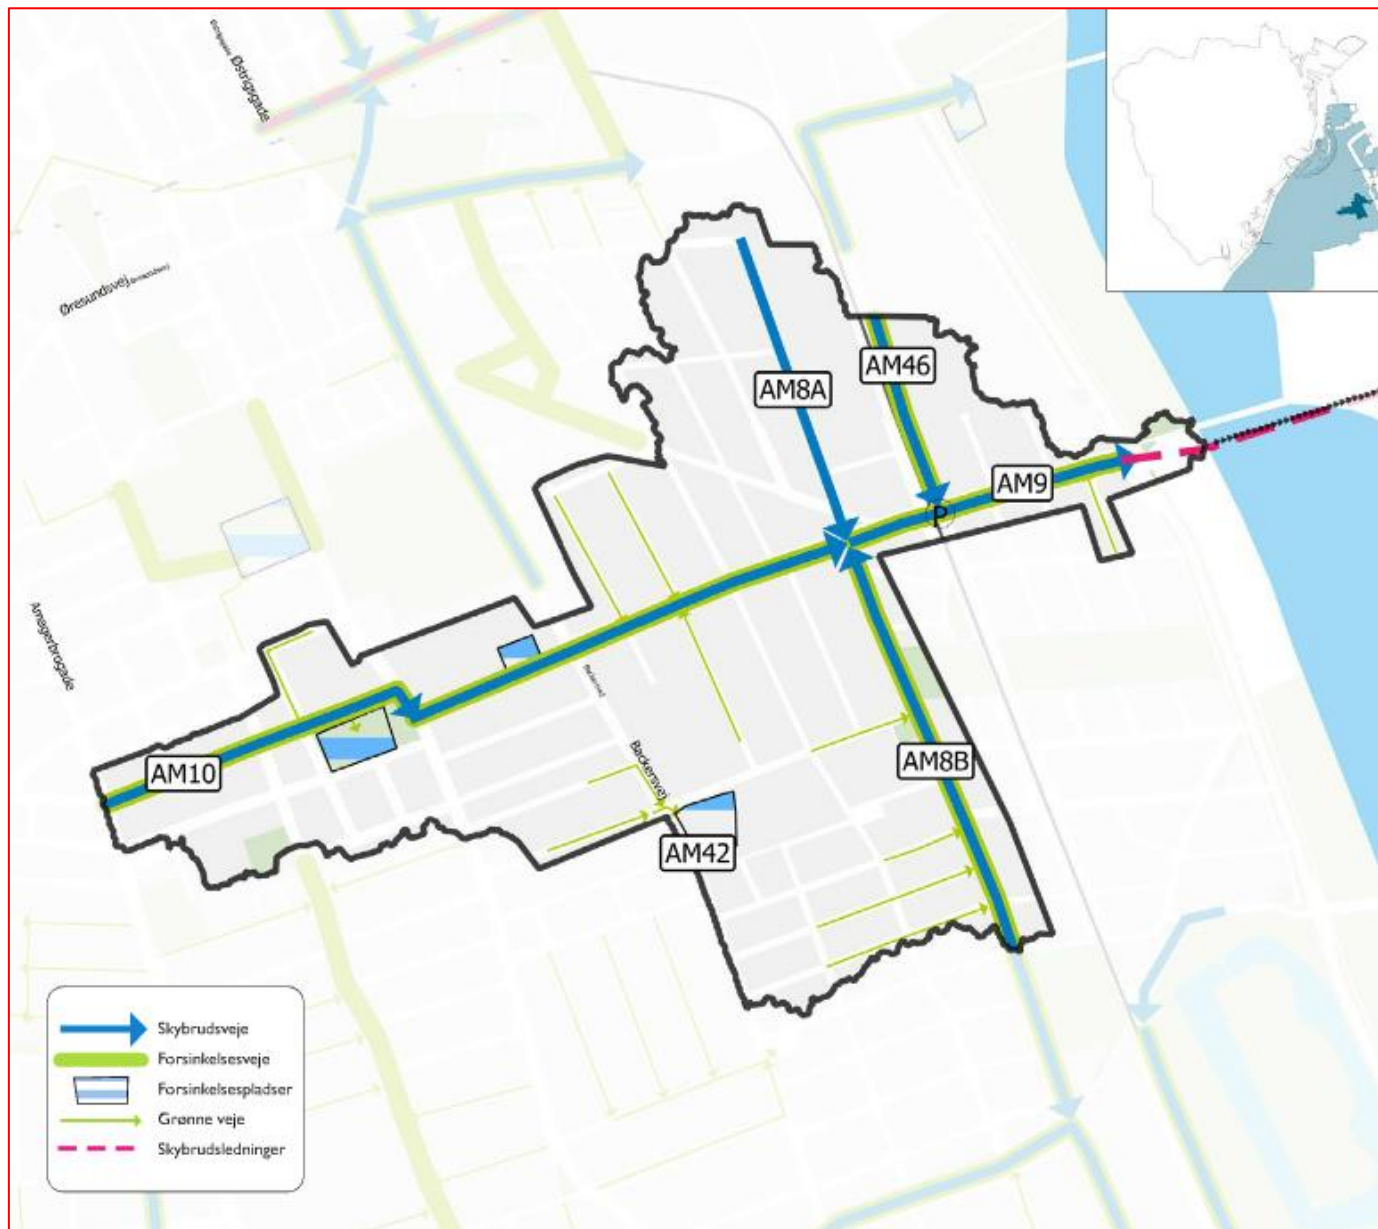 Østrigsgade
Øresundsvej
AM46
AM8A
AM9
P
Amagerbrogade
Backersvej
AM10
AM8B
AM42
Skybrudsveje
Forsinkelsesveje
Forsinkelsespladser
Grønne veje
Skybrudsledninger